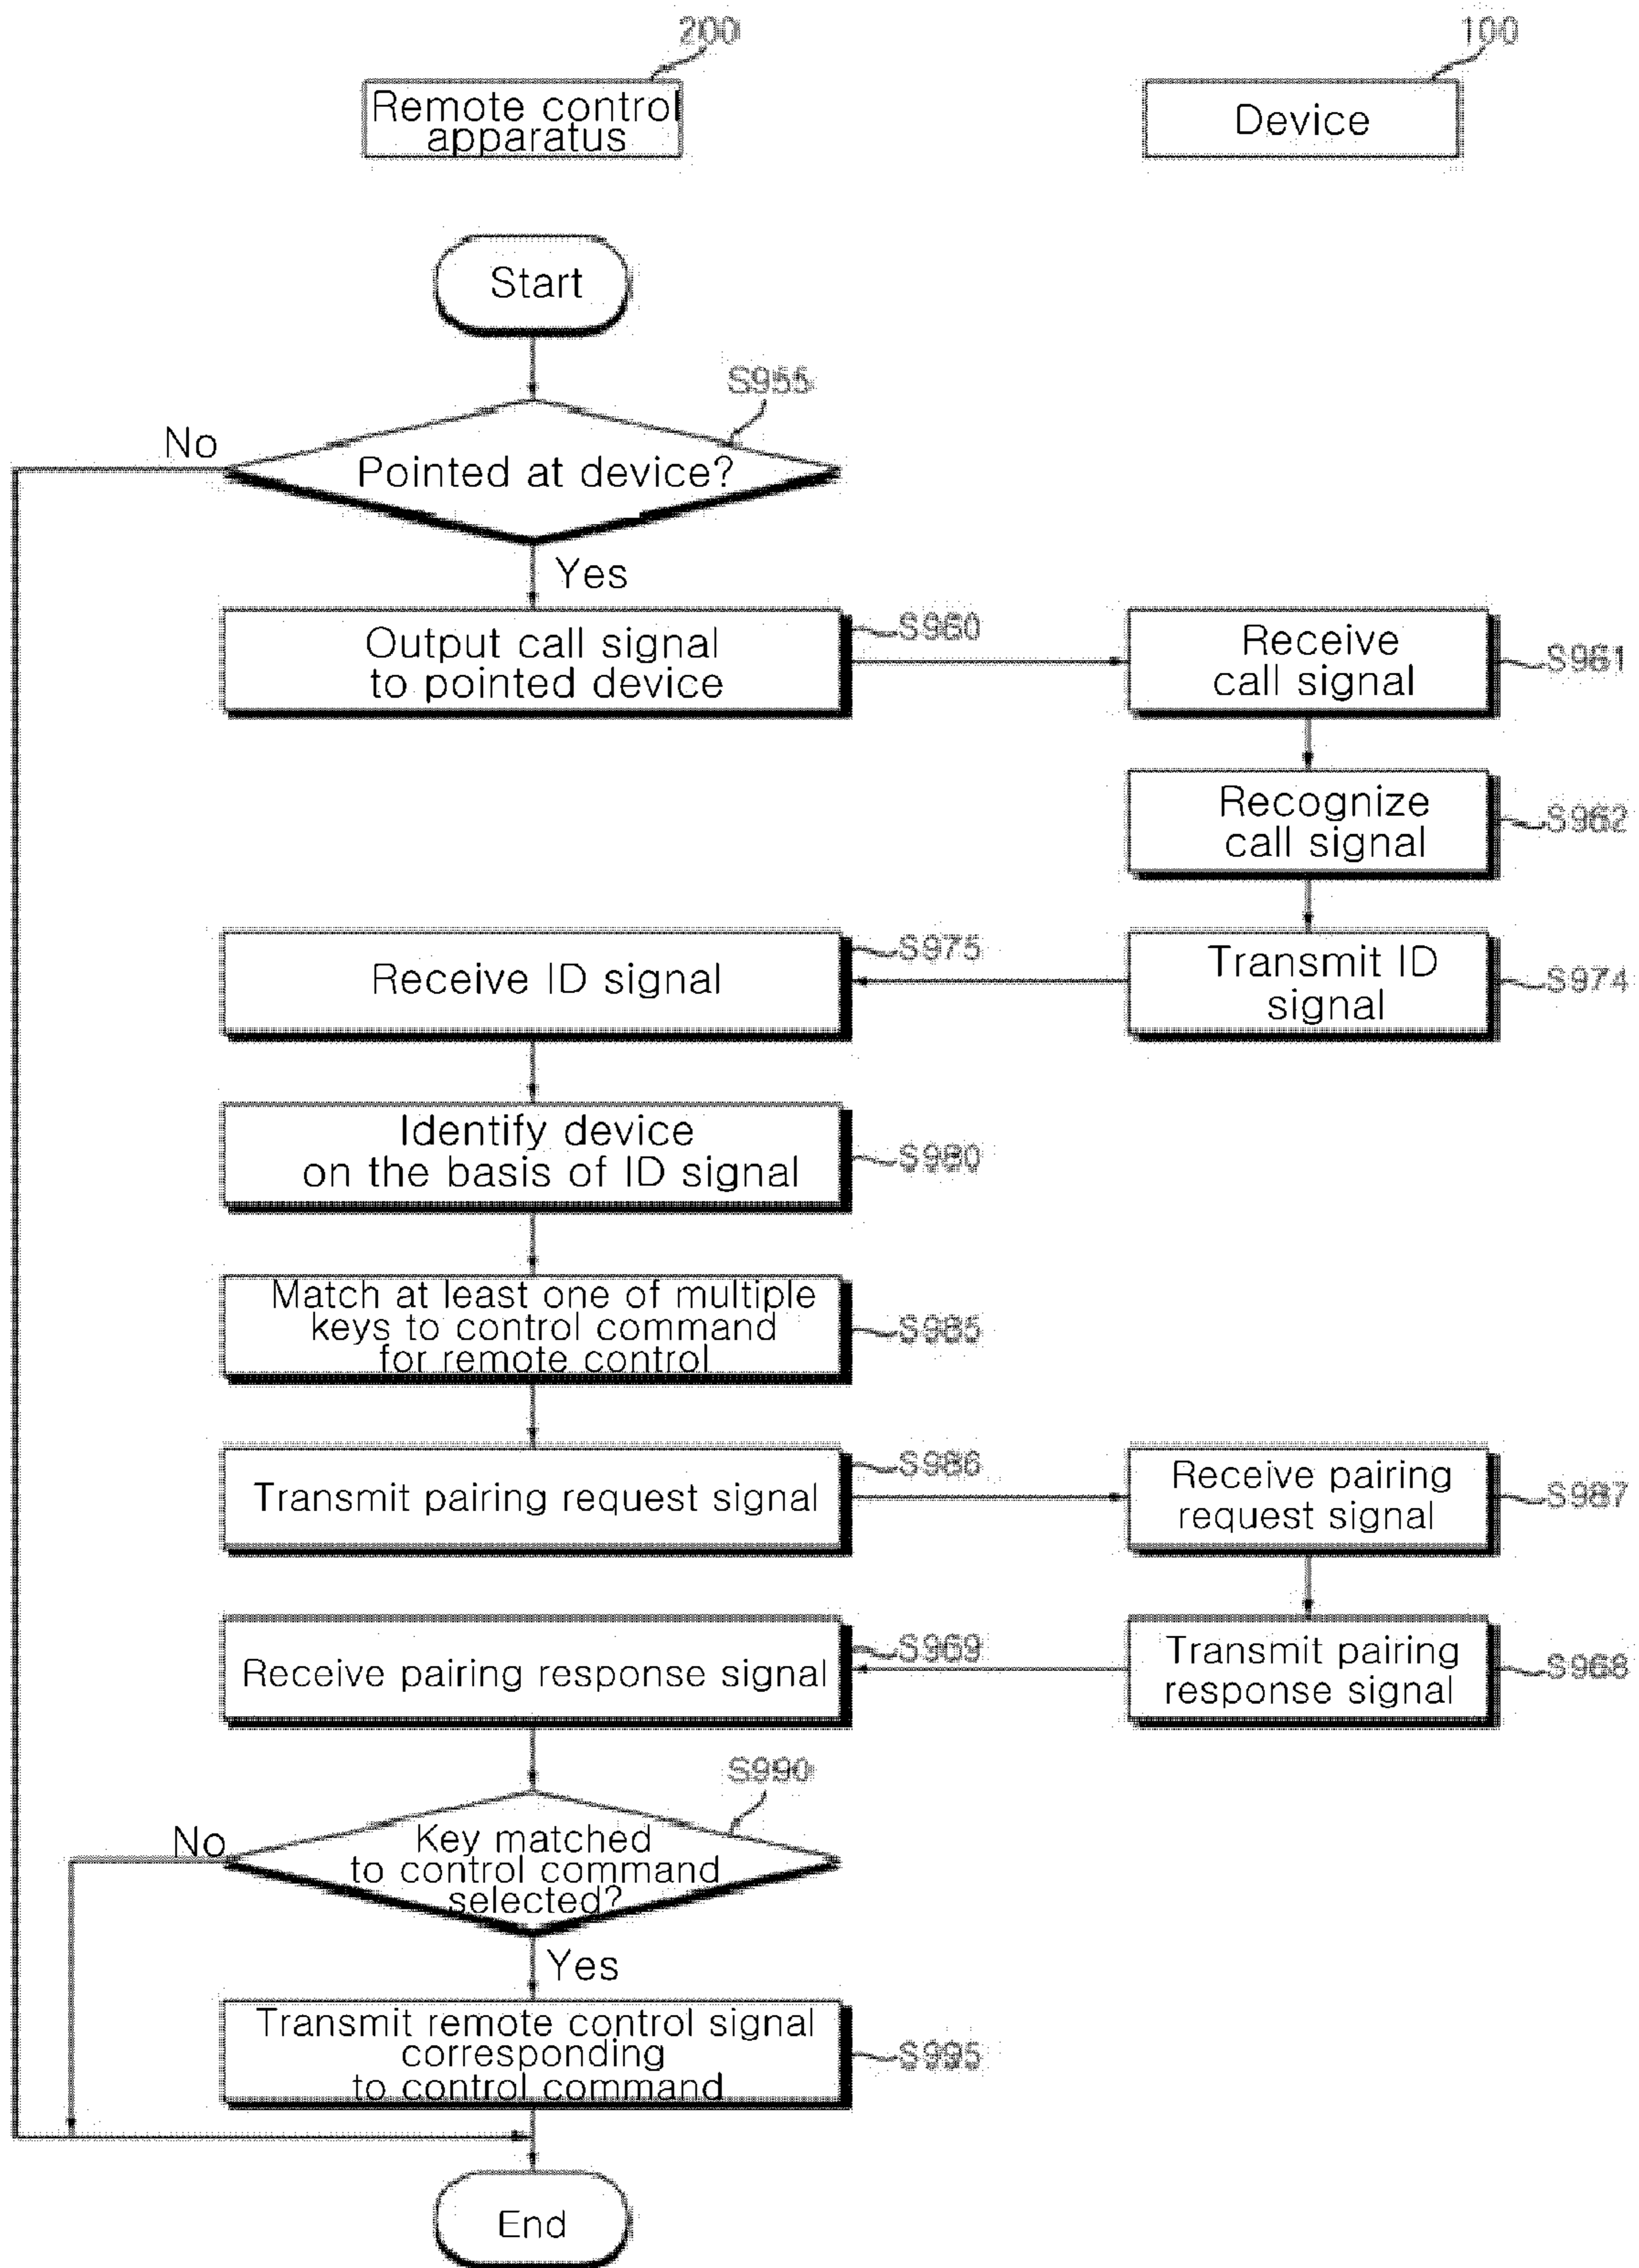 200
100
Remote control
apparatus
Device
Start
S955
No
Pointed at device?
Yes
Output call signal
to pointed device
S960
Receive
call signal
S961
Recognize
call signal
S962
Receive ID signal
S975
Transmit ID
signal
S974
Identify device
on the basis of ID signal
S980
Match at least one of multiple
keys to control command
for remote control
S985
Transmit pairing request signal
S986
Receive pairing
request signal
S987
Receive pairing response signal
S969
Transmit pairing
response signal
S968
S990
No
Key matched
to control command
selected?
Yes
Transmit remote control signal
corresponding
to control command
S995
End